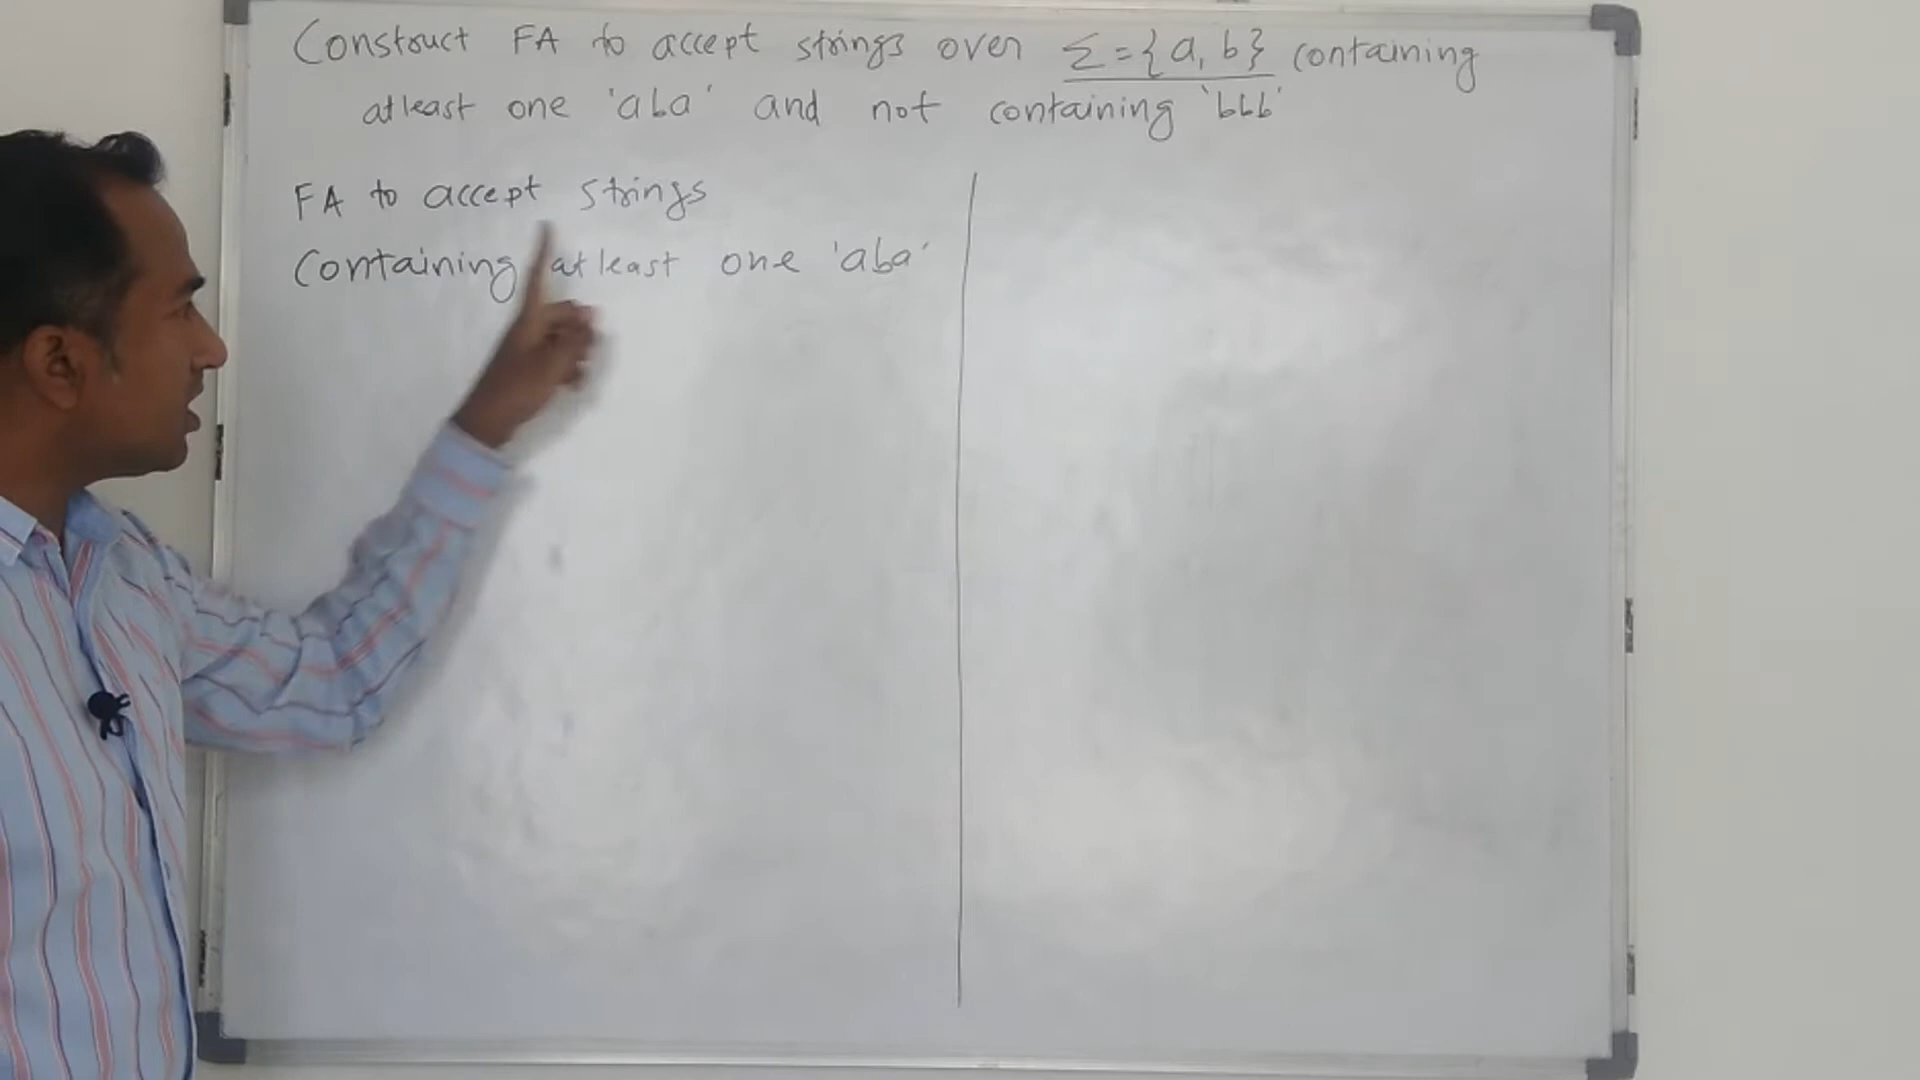 Construct FA to accept strings over Σ={a, b} containing
atleast one 'aba' and not containing 'bbb'
FA to accept strings
Containing atleast one 'aba'